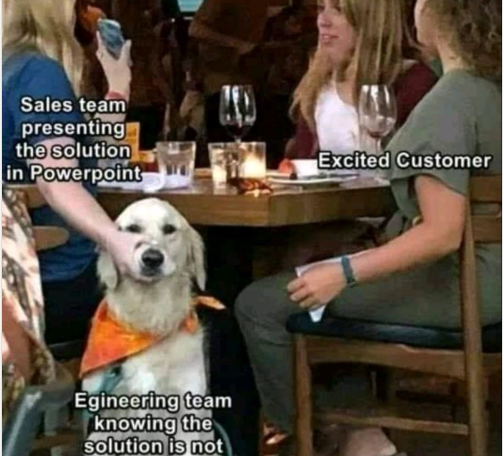 Sales team
presenting
the solution
in Powerpoint
Excited Customer
Egineering team
knowing the
solution is not